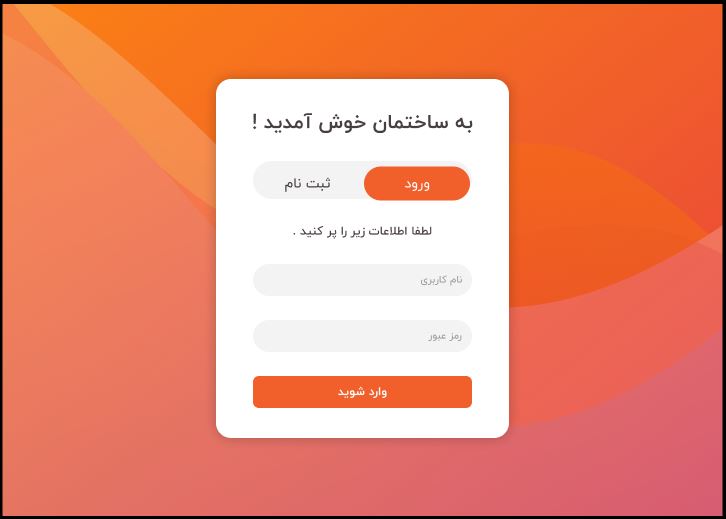 به ساختمان خوش آمدید !
ورود
ثبت نام
لطفا اطلاعات زیر را پر کنید .
نام کاربری
رمز عبور
وارد شوید